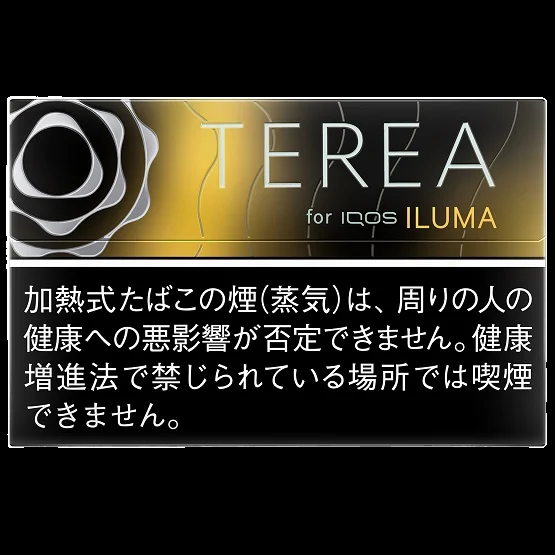 TEREA
for IQOS ILUMA
加熱式たばこの煙(蒸気)は、周りの人の
健康への悪影響が否定できません。健康
増進法で禁じられている場所では喫煙
できません。